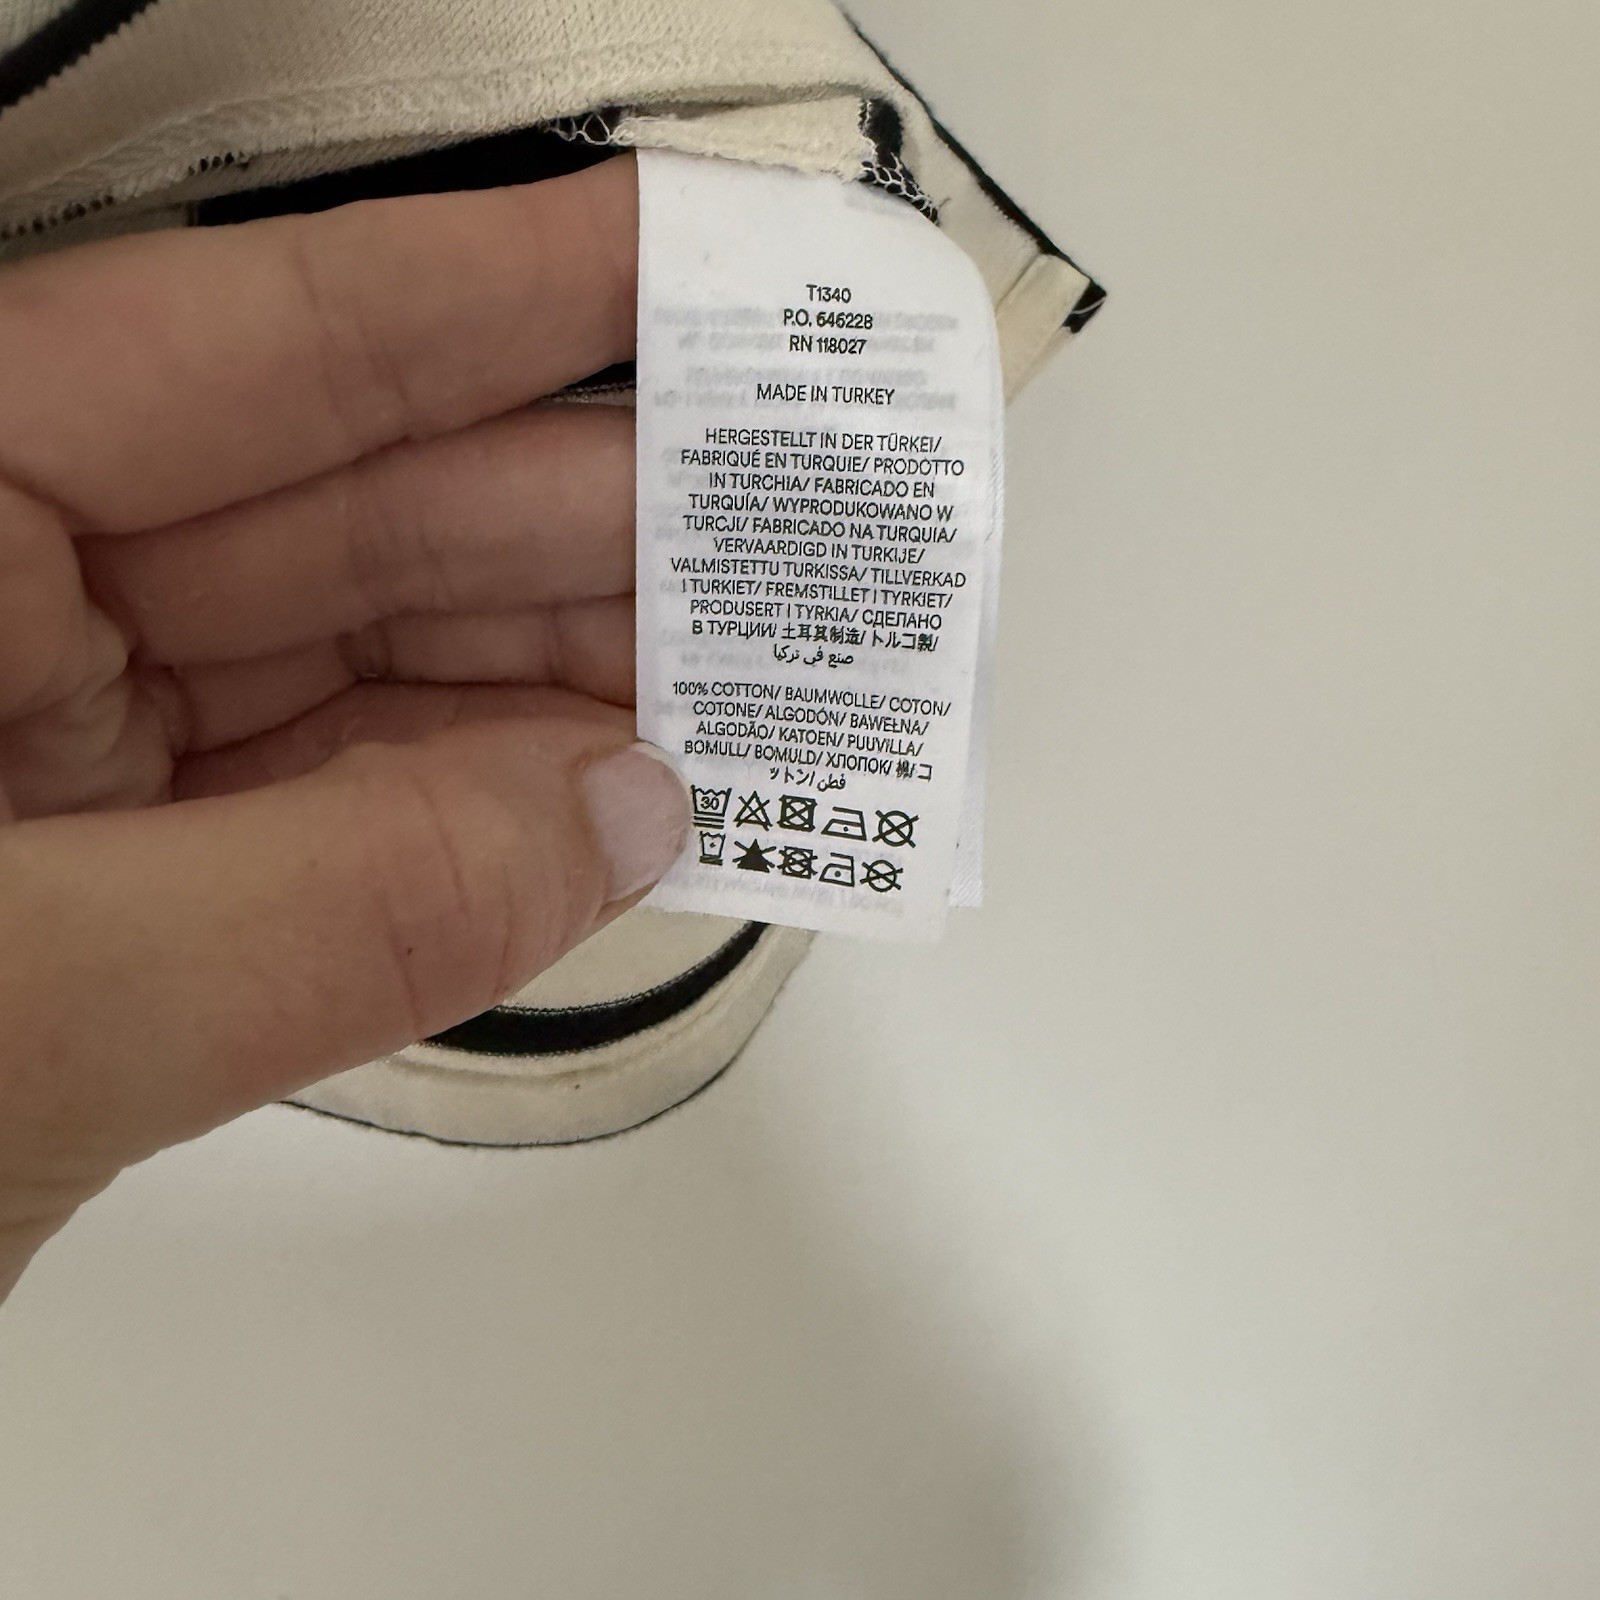 T1340
P.O. 646228
RN 118027
MADE IN TURKEY
HERGESTELLT IN DER TÜRKEI/
FABRIQUÉ EN TURQUIE/ PRODOTTO
IN TURCHIA/ FABRICADO EN
TURQUÍA/ WYPRODUKOWANO W
TURCJI/ FABRICADO NA TURQUIA/
VERVAARDIGD IN TURKIJE/
VALMISTETTU TURKISSA/ TILLVERKAD
I TURKIET/ FREMSTILLET I TYRKIET/
PRODUSERT I TYRKIA/ СДЕЛАНО
В ТУРЦИИ/ 土耳其制造/ トルコ製/
صنع في تركيا
100% COTTON/ BAUMWOLLE/ COTON/
COTONE/ ALGODÓN/ BAWEŁNA/
ALGODÃO/ KATOEN/ PUUVILLA/
BOMULL/ BOMULD/ ХЛОПОК/ 棉/ コ
ットン/ قطن
30